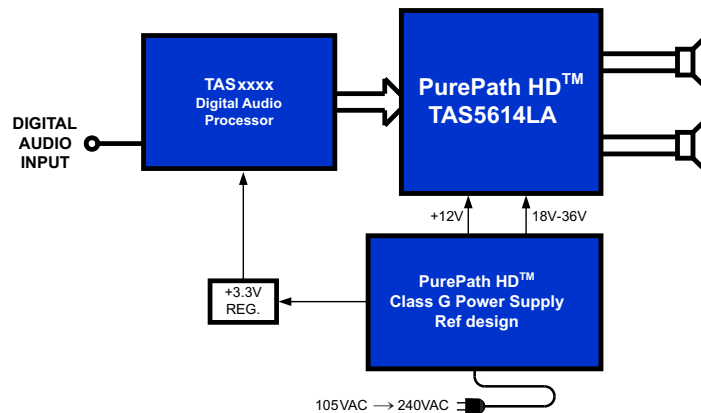 TASxxxx
Digital Audio
Processor
PurePath HD™
TAS5614LA
DIGITAL
AUDIO
INPUT
+12V
18V-36V
+3.3V
REG.
PurePath HD™
Class G Power Supply
Ref design
105VAC → 240VAC